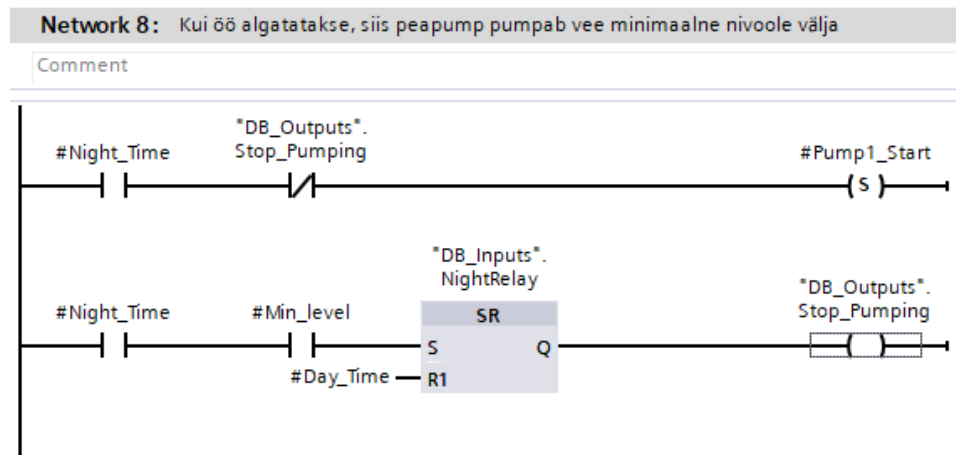 Network 8: Kui öö algatatakse, siis peapump pumpab vee minimaalne nivoole välja
Comment
#Night_Time
"DB_Outputs".
Stop_Pumping
#Pump1_Start
S
"DB_Inputs".
NightRelay
"DB_Outputs".
Stop_Pumping
#Night_Time
#Min_level
SR
S Q
#Day_Time R1